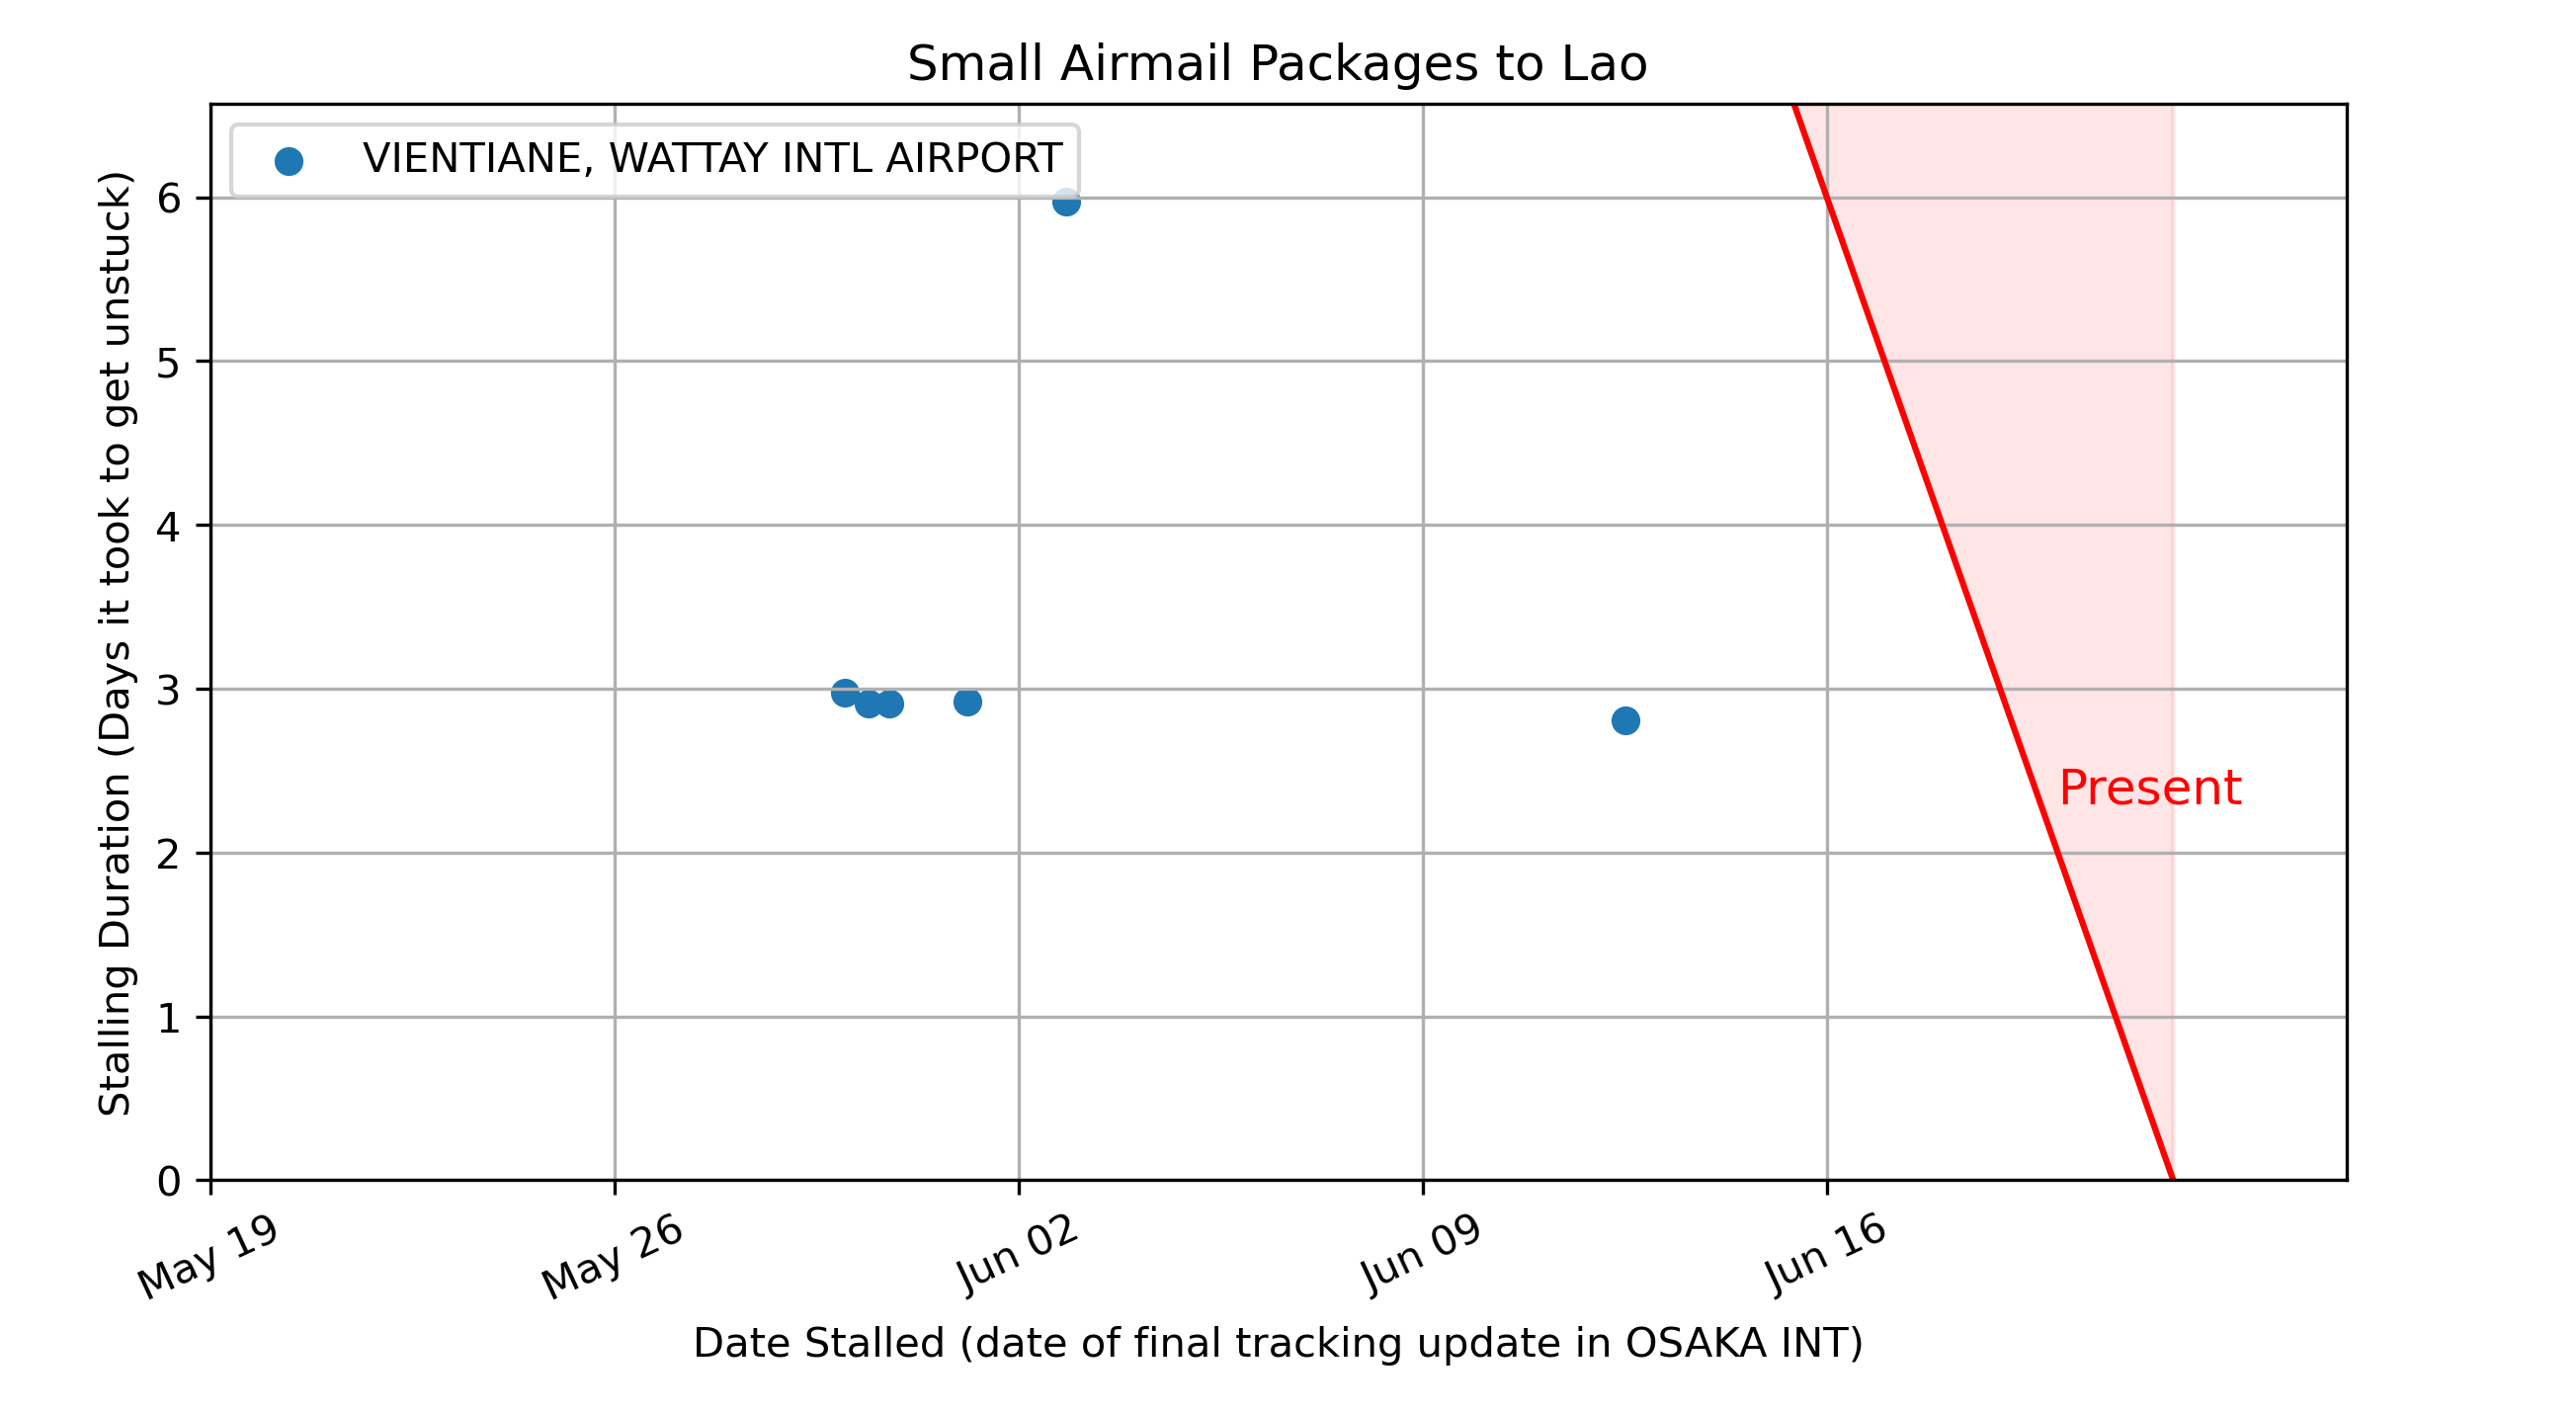 Small Airmail Packages to Lao
VIENTIANE, WATTAY INTL AIRPORT
Stalling Duration (Days it took to get unstuck)
6
5
4
3
2
1
0
Present
May 19
May 26
Jun 02
Jun 09
Jun 16
Date Stalled (date of final tracking update in OSAKA INT)